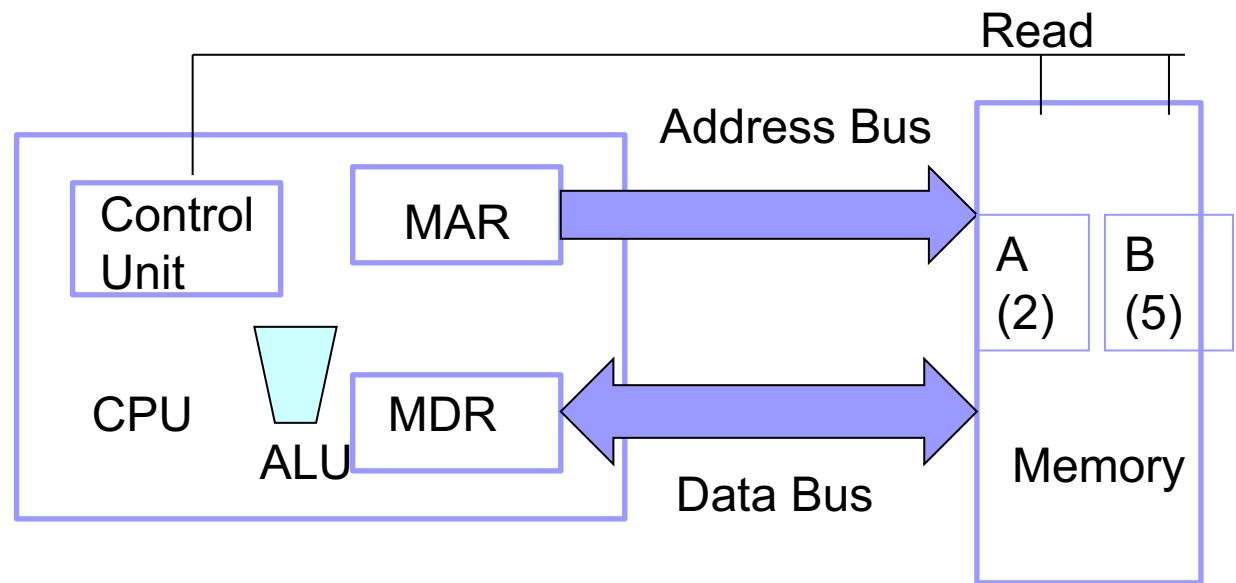 Read
Address Bus
Control
Unit
MAR
A
(2)
B
(5)
CPU
MDR
ALU
Memory
Data Bus